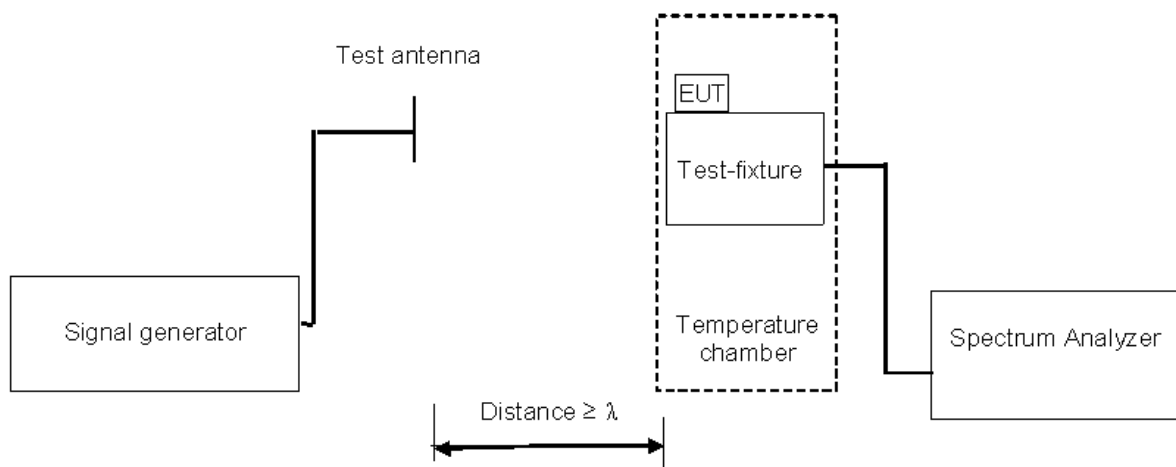 Test antenna
EUT
Test-fixture
Signal generator
Temperature
chamber
Spectrum Analyzer
Distance ≥ λ